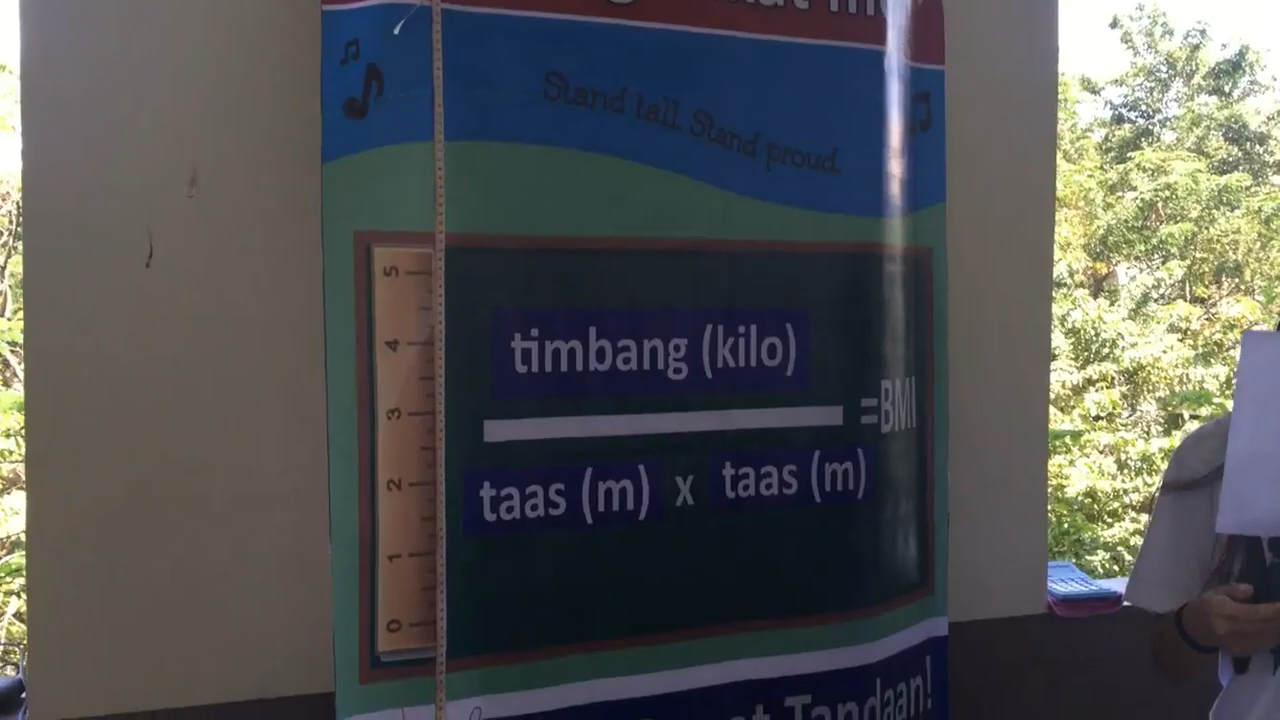 Stand tall. Stand proud.
5
4
3
2
1
0
timbang (kilo)
=BMI
taas (m) x taas (m)
Tandaan!